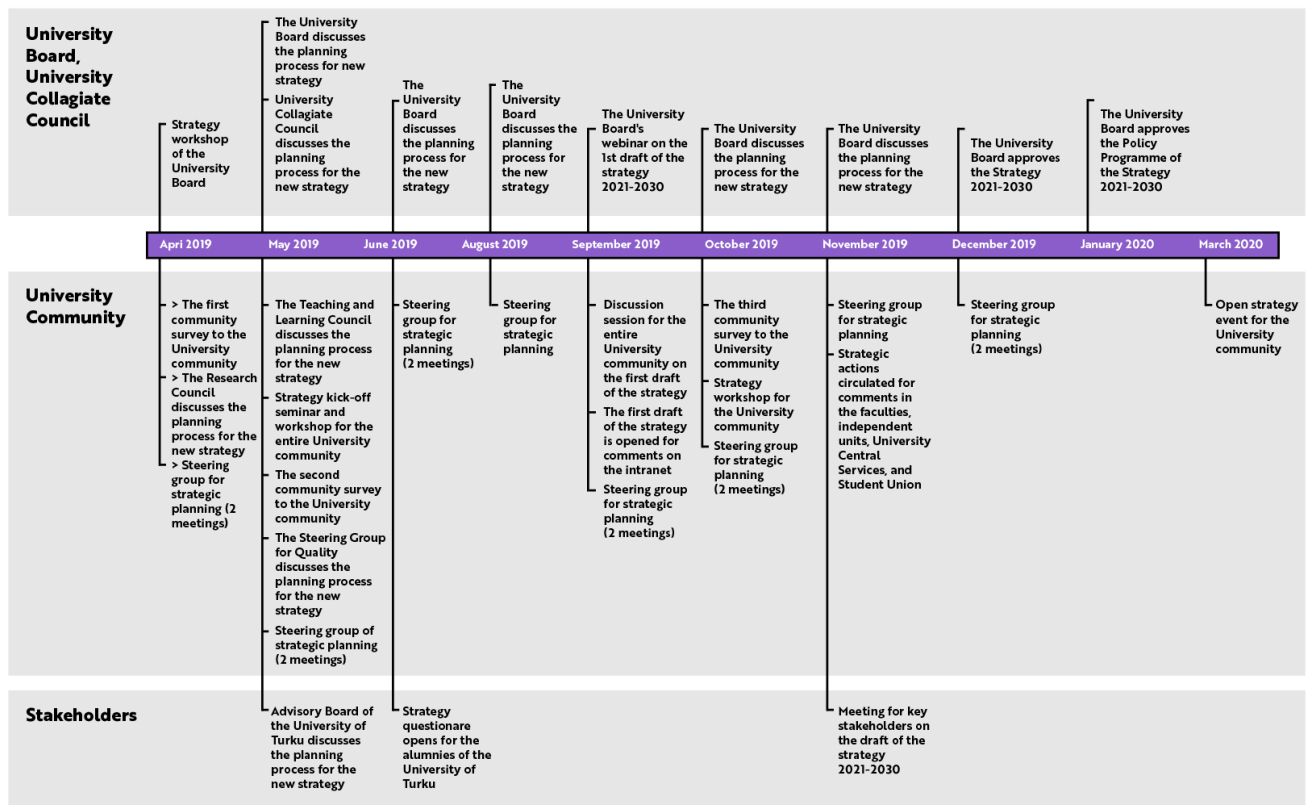 University
Board,
University
Collagiate
Council
Strategy
workshop
of the
University
Board
The University
Board discusses
the planning
process for new
strategy
University
Collagiate
Council
discusses the
planning
process for the
new strategy
The
University
Board
discusses
the planning
process for
the new
strategy
The
University
Board
discusses the
planning
process for
the new
strategy
The University
Board's
webinar on the
1st draft of the
strategy
2021-2030
The University
Board discusses
the planning
process for the
new strategy
The University
Board discusses
the planning
process for the
new strategy
The University
Board approves
the Strategy
2021-2030
The University
Board approves
the Policy
Programme of
the Strategy
2021-2030
Apri 2019
May 2019
June 2019
August 2019
September 2019
October 2019
November 2019
December 2019
January 2020
March 2020
University
Community
> The first
community
survey to the
University
community
> The Research
Council
discusses the
planning
process for the
new strategy
> Steering
group for
strategic
planning (2
meetings)
The Teaching and
Learning Council
discusses the
planning process
for the new
strategy
Strategy kick-off
seminar and
workshop for the
entire University
community
The second
community survey
to the University
community
The Steering Group
for Quality
discusses the
planning process
for the new
strategy
Steering group of
strategic planning
(2 meetings)
Steering
group for
strategic
planning
(2 meetings)
Steering
group for
strategic
planning
Discussion
session for the
entire
University
community on
the first draft
of the strategy
The first draft
of the strategy
is opened for
comments on
the intranet
Steering group
for strategic
planning
(2 meetings)
The third
community
survey to the
University
community
Strategy
workshop for
the University
community
Steering group
for strategic
planning
(2 meetings)
Steering group
for strategic
planning
Strategic
actions
circulated for
comments in
the faculties,
independent
units, University
Central
Services, and
Student Union
Steering group
for strategic
planning
(2 meetings)
Open strategy
event for the
University
community
Stakeholders
Advisory Board of
the University of
Turku discusses
the planning
process for the
new strategy
Strategy
questionare
opens for the
alumnies of the
University of
Turku
Meeting for key
stakeholders on
the draft of the
strategy
2021-2030